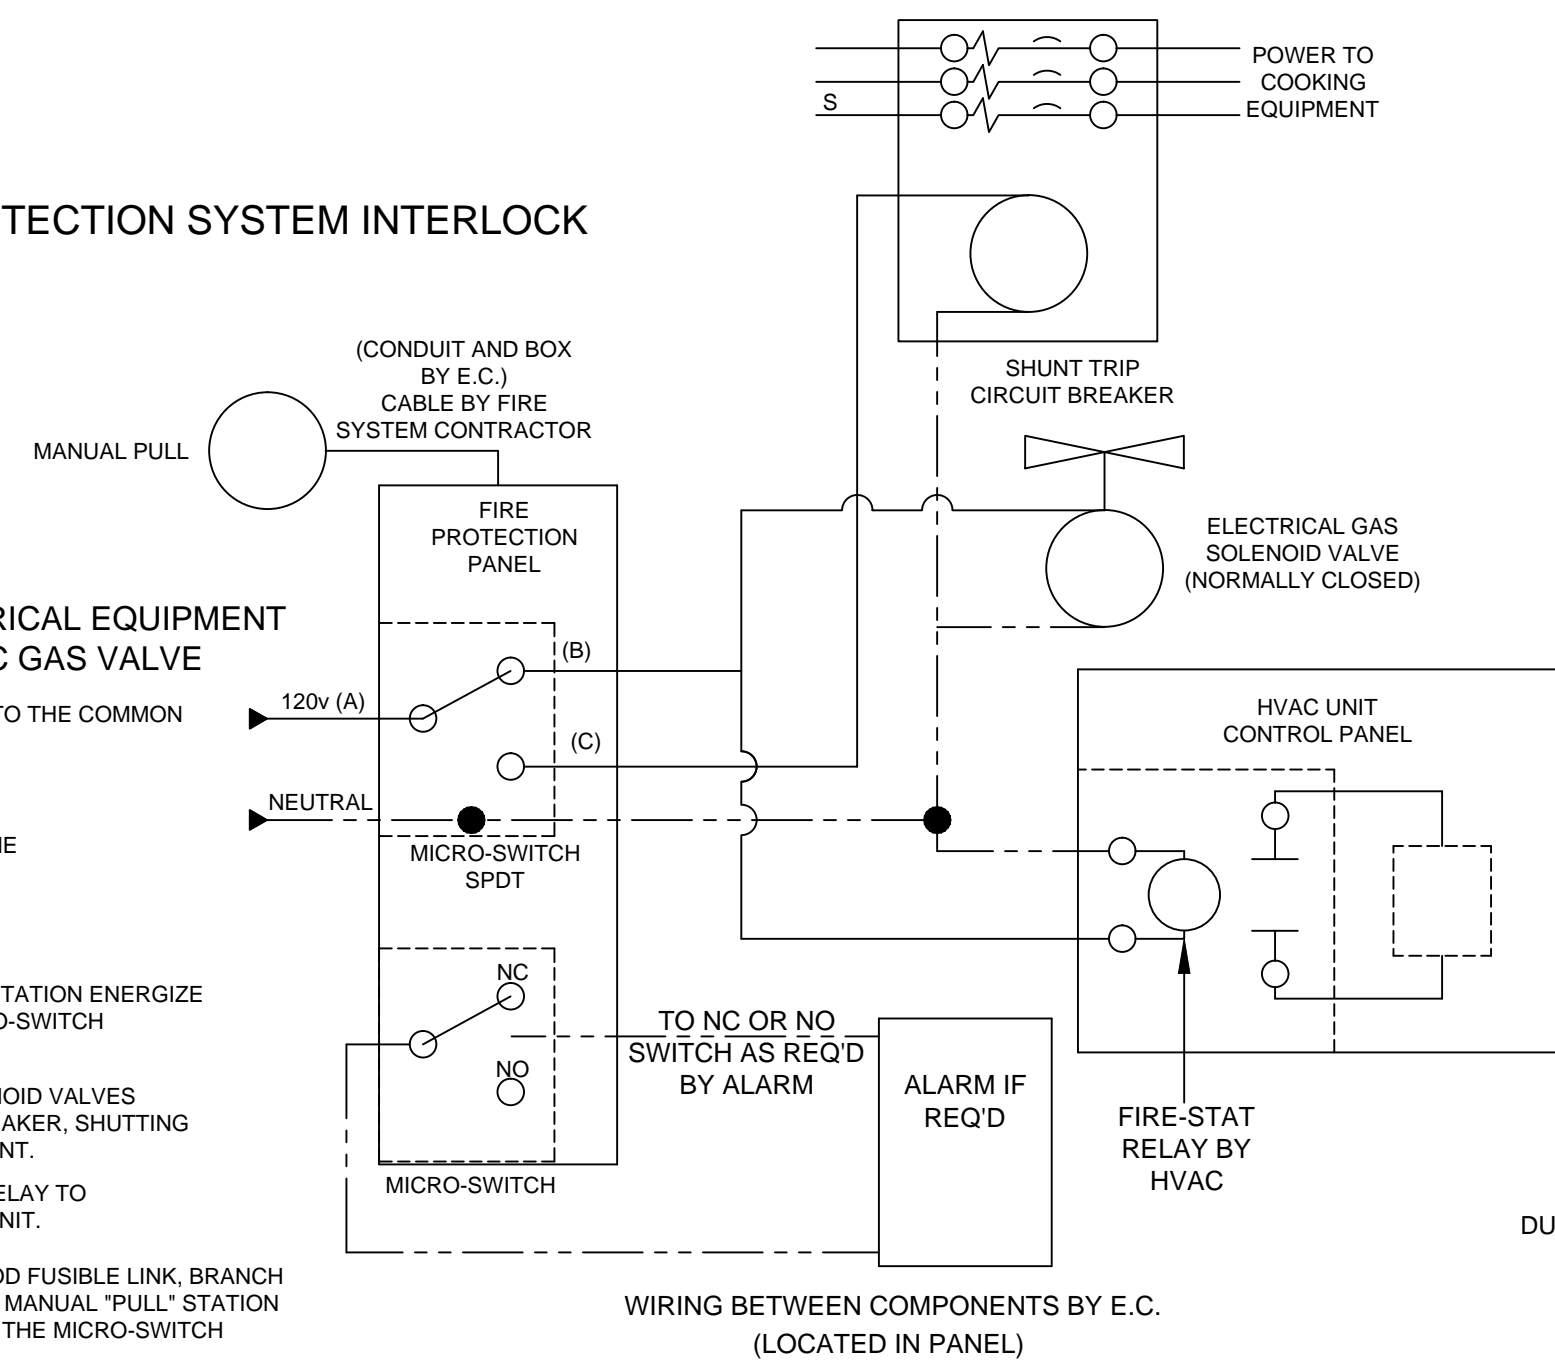 POWER TO
COOKING
EQUIPMENT
S
TECTION SYSTEM INTERLOCK
(CONDUIT AND BOX
BY E.C.)
CABLE BY FIRE
SYSTEM CONTRACTOR
SHUNT TRIP
CIRCUIT BREAKER
MANUAL PULL
FIRE
PROTECTION
PANEL
ELECTRICAL GAS
SOLENOID VALVE
(NORMALLY CLOSED)
RICAL EQUIPMENT
C GAS VALVE
(B)
120v (A)
TO THE COMMON
(C)
HVAC UNIT
CONTROL PANEL
NEUTRAL
MICRO-SWITCH
SPDT
NC
NO
TATION ENERGIZE
O-SWITCH
TO NC OR NO
SWITCH AS REQ'D
BY ALARM
ALARM IF
REQ'D
NOID VALVES
AKER, SHUTTING
NT.
FIRE-STAT
RELAY BY
HVAC
MICRO-SWITCH
ELAY TO
NIT.
DU
OD FUSIBLE LINK, BRANCH
MANUAL "PULL" STATION
THE MICRO-SWITCH
WIRING BETWEEN COMPONENTS BY E.C.
(LOCATED IN PANEL)